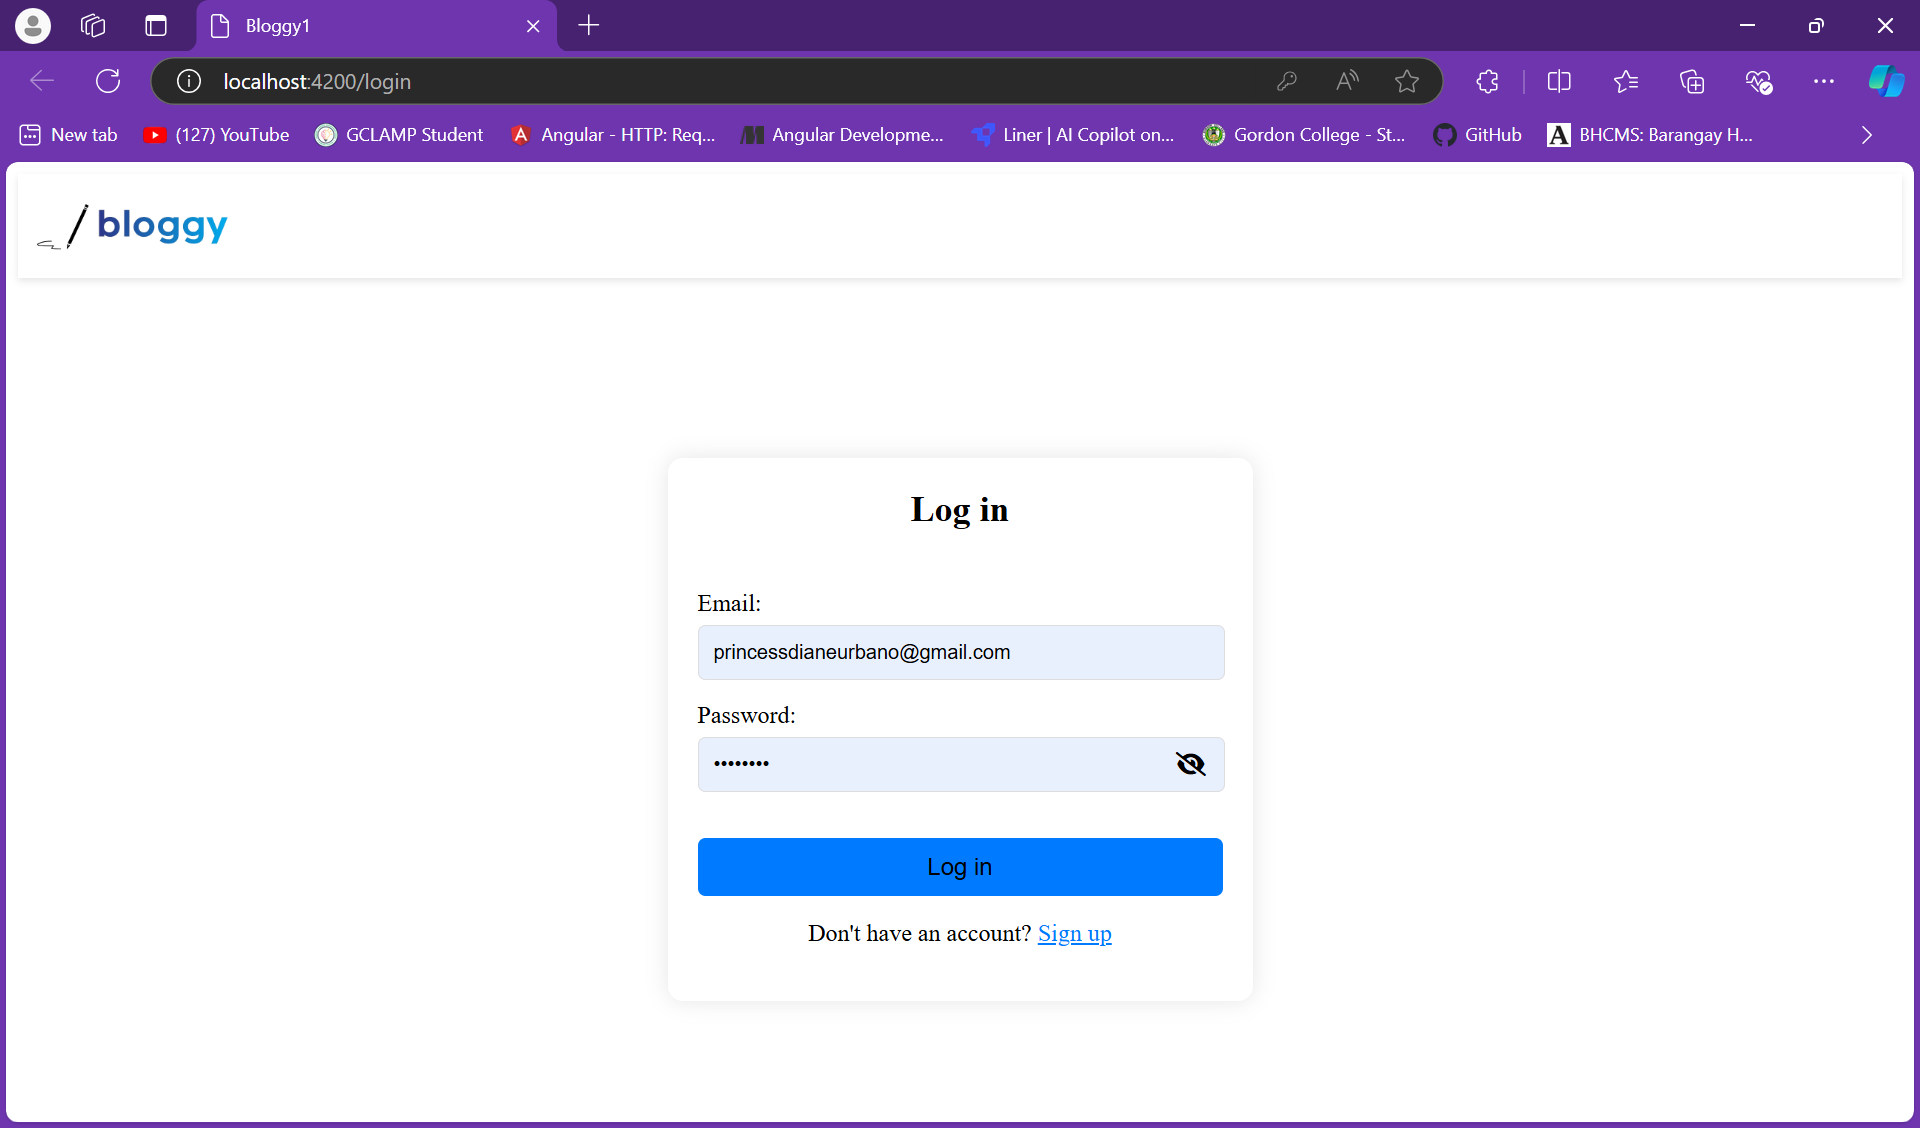 Bloggy1
localhost:4200/login
New tab (127) YouTube GCLAMP Student Angular - HTTP: Req... Angular Developme... Liner | AI Copilot on... Gordon College - St... GitHub BHCMS: Barangay H...
bloggy
Log in
Email:
princessdianeurbano@gmail.com
Password:
••••••••
Log in
Don't have an account? Sign up